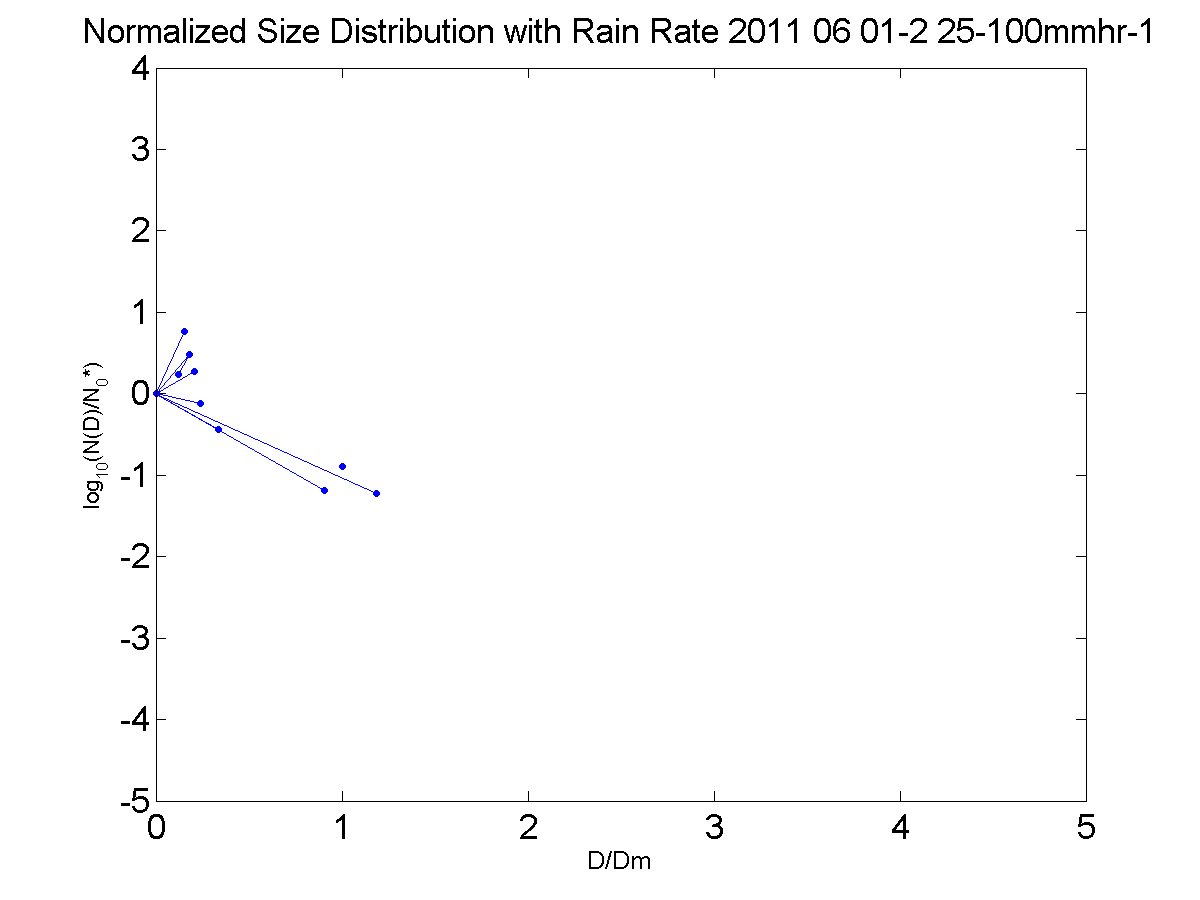 Normalized Size Distribution with Rain Rate 2011 06 01-2 25-100mmhr-1
4
3
2
1
0
-1
-2
-3
-4
-5
log10(N(D)/N0*)
0 1 2 3 4 5
D/Dm